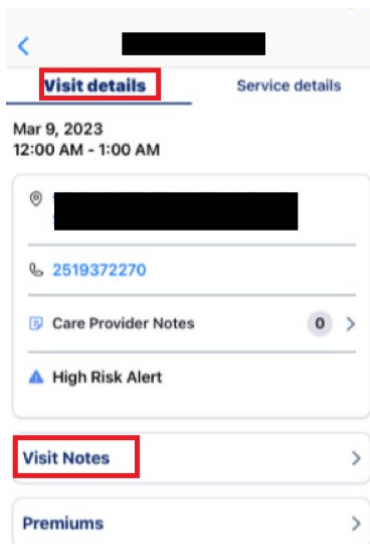 Visit details
Service details
Mar 9, 2023
12:00 AM - 1:00 AM
2519372270
Care Provider Notes 0
High Risk Alert
Visit Notes
Premiums